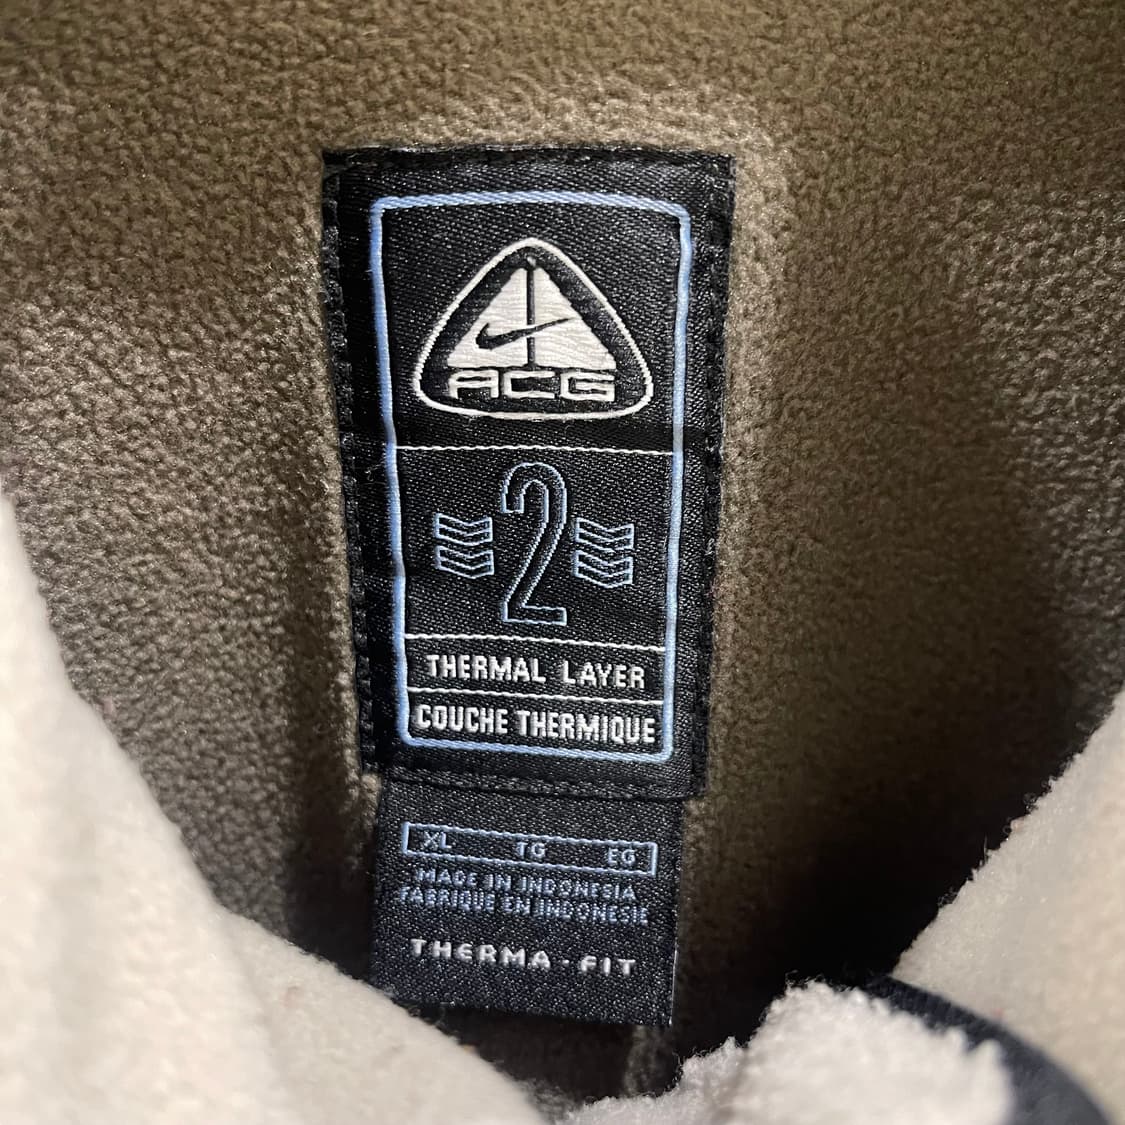 ACG
2
THERMAL LAYER
COUCHE THERMIQUE
XL TG EG
MADE IN INDONESIA
FABRIQUE EN INDONESIE
THERMA-FIT